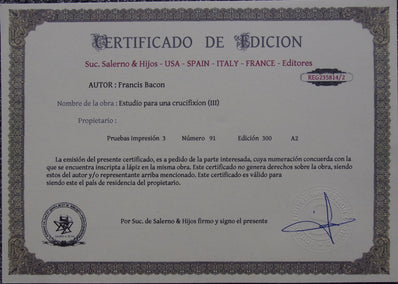 CERTIFICADO DE EDICION
Suc. Salerno & Hijos - USA - SPAIN - ITALY - FRANCE - Editores
REG255814/2
AUTOR : Francis Bacon
Nombre de la obra : Estudio para una crucifixion (III)
Propietario :
Pruebas impresión 3 Número 91 Edición 300 A2
La emisión del presente certificado, es a pedido de la parte interesada, cuya numeración concuerda con la
que se encuentra inscripta a lápiz en la misma obra. Este certificado no genera derechos sobre la obra, siendo
estos del autor y/o representante arriba mencionado. Este certificado es válido para
siendo este el país de residencia del propietario.
Por Suc. de Salerno & Hijos firmo y signo el presente